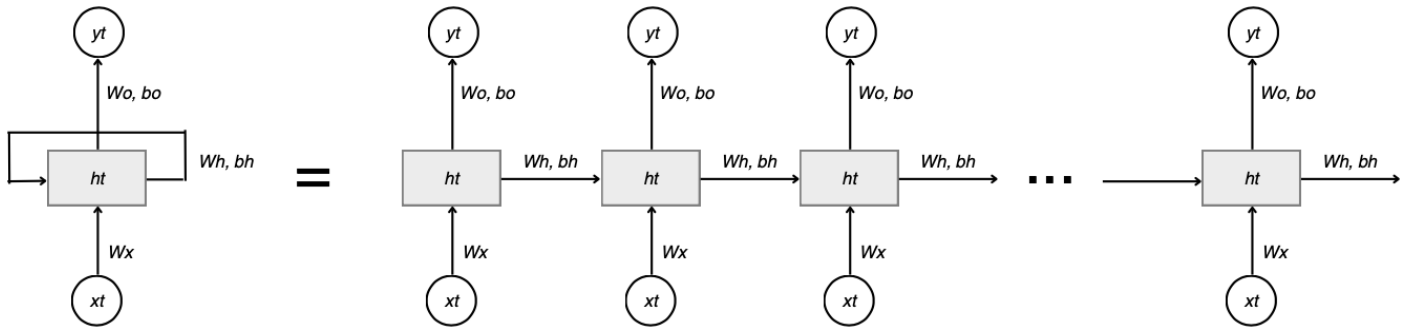 yt
yt
yt
yt
yt
Wo, bo
Wo, bo
Wo, bo
Wo, bo
Wo, bo
Wh, bh
Wh, bh
Wh, bh
Wh, bh
Wh, bh
=
ht
ht
ht
ht
...
ht
Wx
Wx
Wx
Wx
Wx
xt
xt
xt
xt
xt